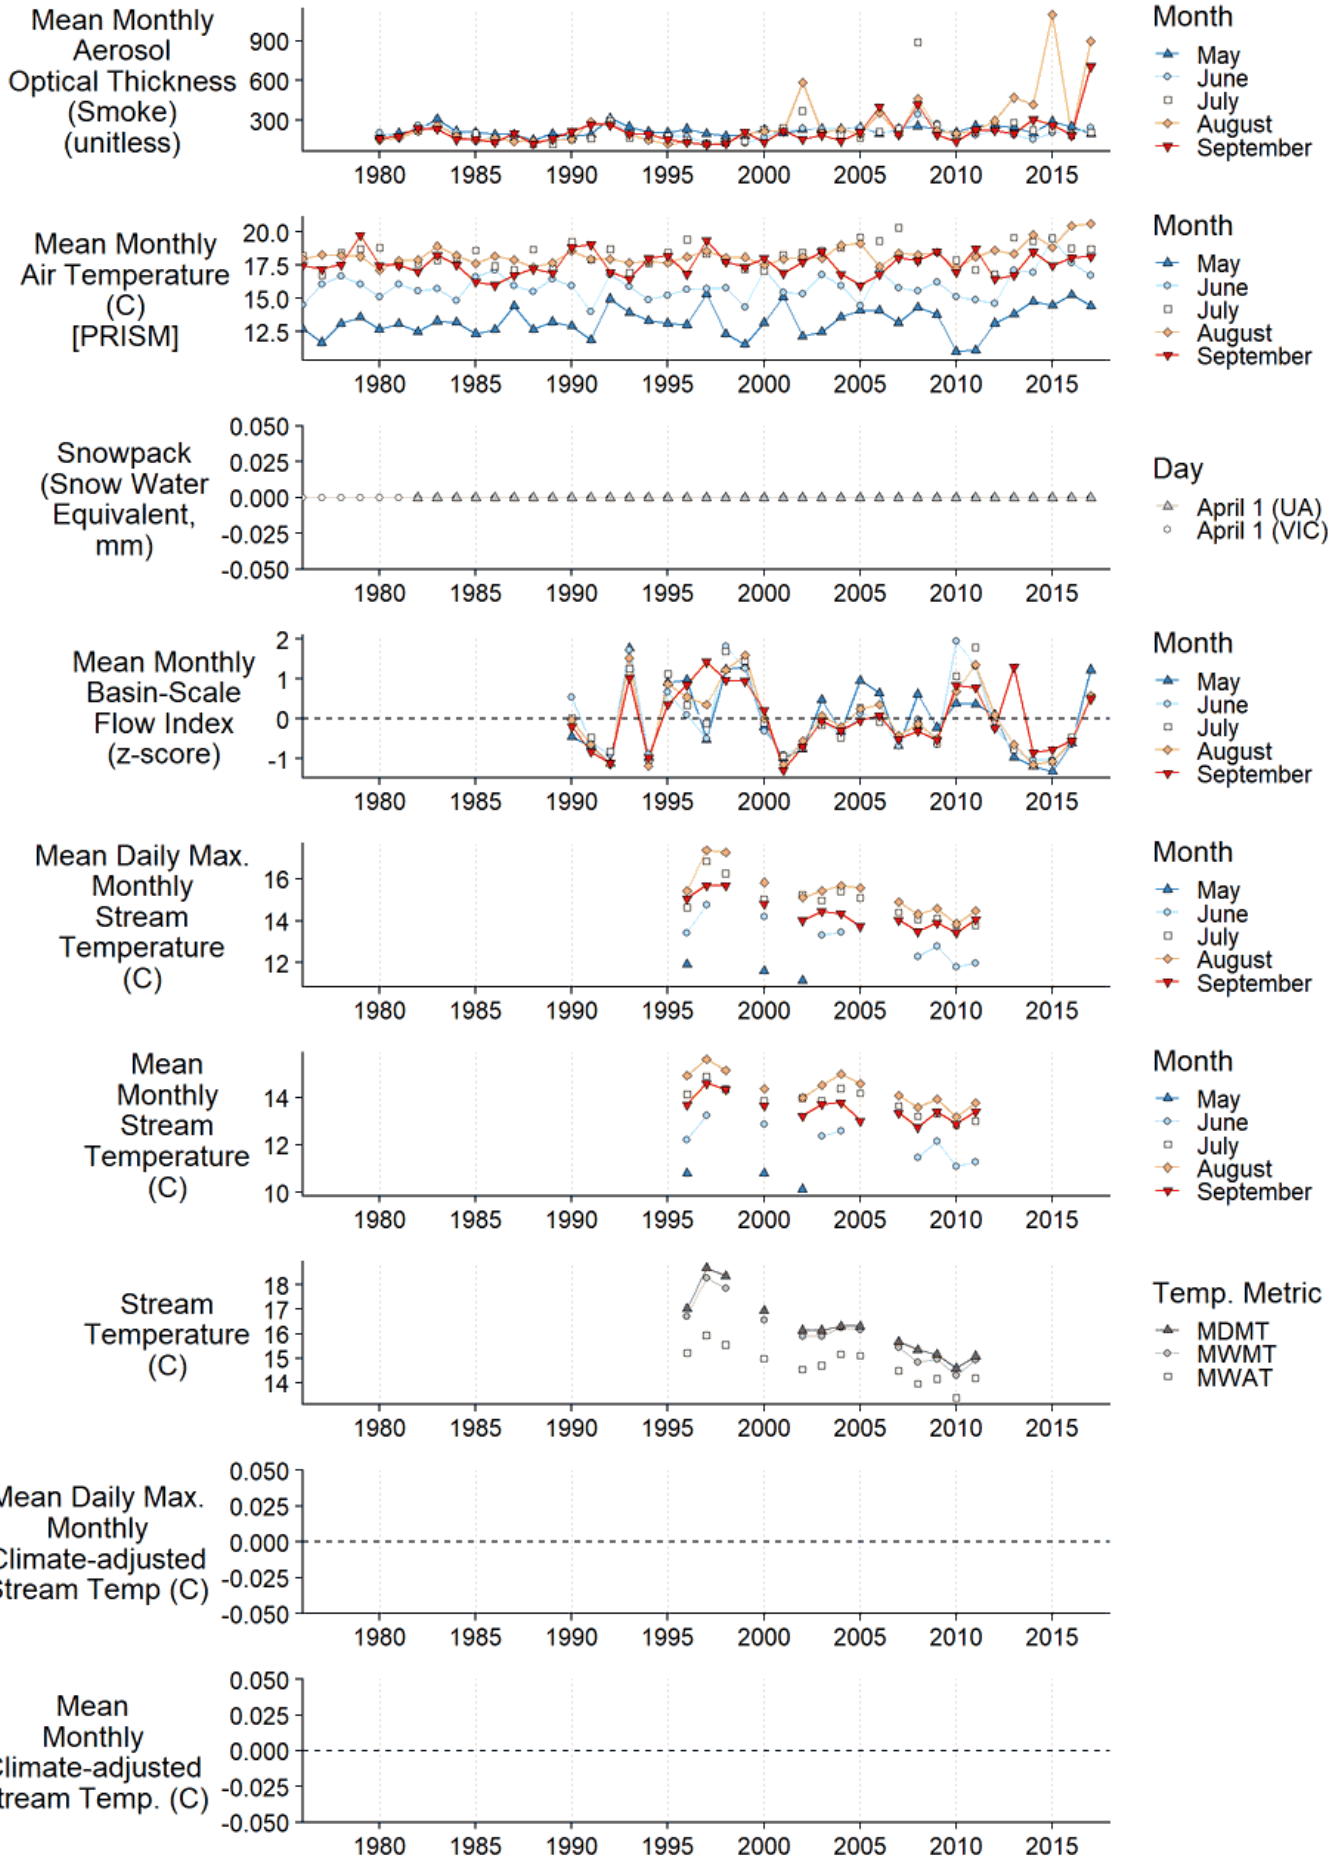 Mean Monthly
Aerosol
Optical Thickness
(Smoke)
(unitless)
900
600
300
1980 1985 1990 1995 2000 2005 2010 2015
Month
May
June
July
August
September
Mean Monthly
Air Temperature
(C)
[PRISM]
20.0
17.5
15.0
12.5
1980 1985 1990 1995 2000 2005 2010 2015
Month
May
June
July
August
September
Snowpack
(Snow Water
Equivalent,
mm)
0.050
0.025
0.000
-0.025
-0.050
1980 1985 1990 1995 2000 2005 2010 2015
Day
April 1 (UA)
April 1 (VIC)
Mean Monthly
Basin-Scale
Flow Index
(z-score)
2
1
0
-1
1980 1985 1990 1995 2000 2005 2010 2015
Month
May
June
July
August
September
Mean Daily Max.
Monthly
Stream
Temperature
(C)
16
14
12
1980 1985 1990 1995 2000 2005 2010 2015
Month
May
June
July
August
September
Mean
Monthly
Stream
Temperature
(C)
14
12
10
1980 1985 1990 1995 2000 2005 2010 2015
Month
May
June
July
August
September
Stream
Temperature
(C)
18
17
16
15
14
1980 1985 1990 1995 2000 2005 2010 2015
Temp. Metric
MDMT
MWMT
MWAT
Mean Daily Max.
Monthly
Climate-adjusted
Stream Temp (C)
0.050
0.025
0.000
-0.025
-0.050
1980 1985 1990 1995 2000 2005 2010 2015
Mean
Monthly
Climate-adjusted
Stream Temp. (C)
0.050
0.025
0.000
-0.025
-0.050
1980 1985 1990 1995 2000 2005 2010 2015